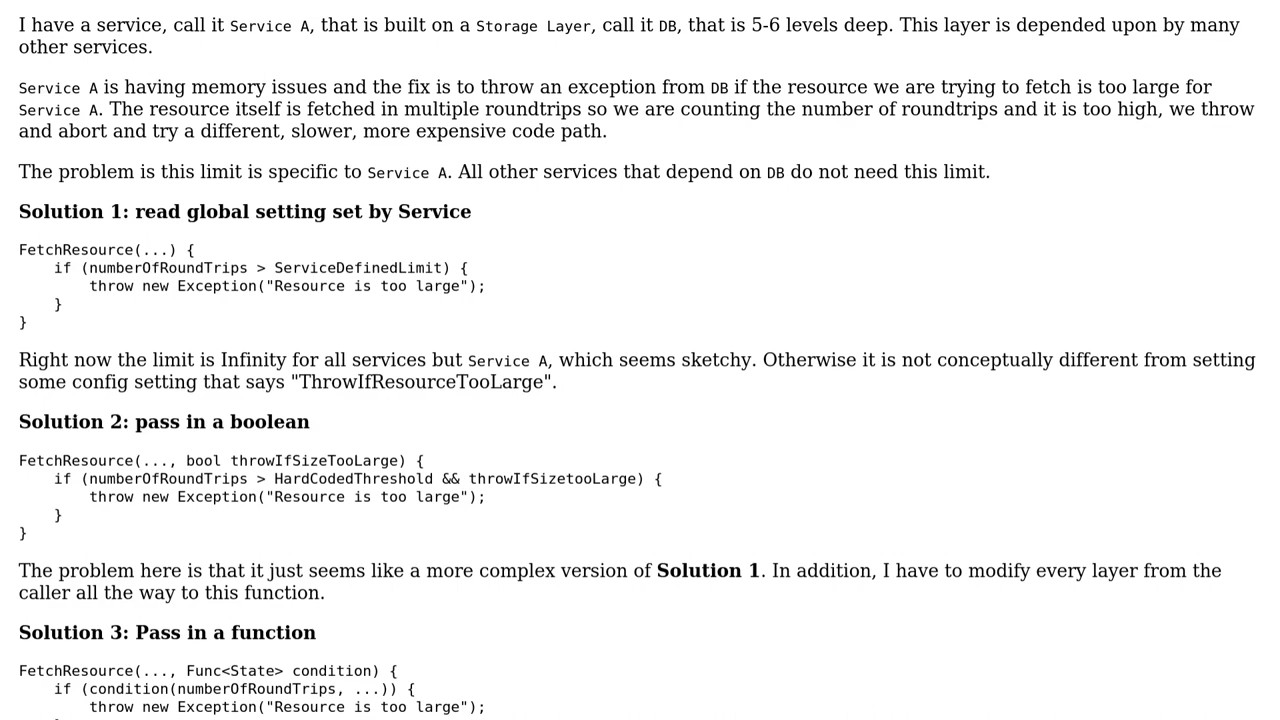 I have a service, call it Service A, that is built on a Storage Layer, call it DB, that is 5-6 levels deep. This layer is depended upon by many
other services.
Service A is having memory issues and the fix is to throw an exception from DB if the resource we are trying to fetch is too large for
Service A. The resource itself is fetched in multiple roundtrips so we are counting the number of roundtrips and it is too high, we throw
and abort and try a different, slower, more expensive code path.
The problem is this limit is specific to Service A. All other services that depend on DB do not need this limit.
Solution 1: read global setting set by Service
FetchResource(...) {
    if (numberOfRoundTrips > ServiceDefinedLimit) {
        throw new Exception("Resource is too large");
    }
}
Right now the limit is Infinity for all services but Service A, which seems sketchy. Otherwise it is not conceptually different from setting
some config setting that says "ThrowIfResourceTooLarge".
Solution 2: pass in a boolean
FetchResource(..., bool throwIfSizeTooLarge) {
    if (numberOfRoundTrips > HardCodedThreshold && throwIfSizetooLarge) {
        throw new Exception("Resource is too large");
    }
}
The problem here is that it just seems like a more complex version of Solution 1. In addition, I have to modify every layer from the
caller all the way to this function.
Solution 3: Pass in a function
FetchResource(..., Func<State> condition) {
    if (condition(numberOfRoundTrips, ...)) {
        throw new Exception("Resource is too large");